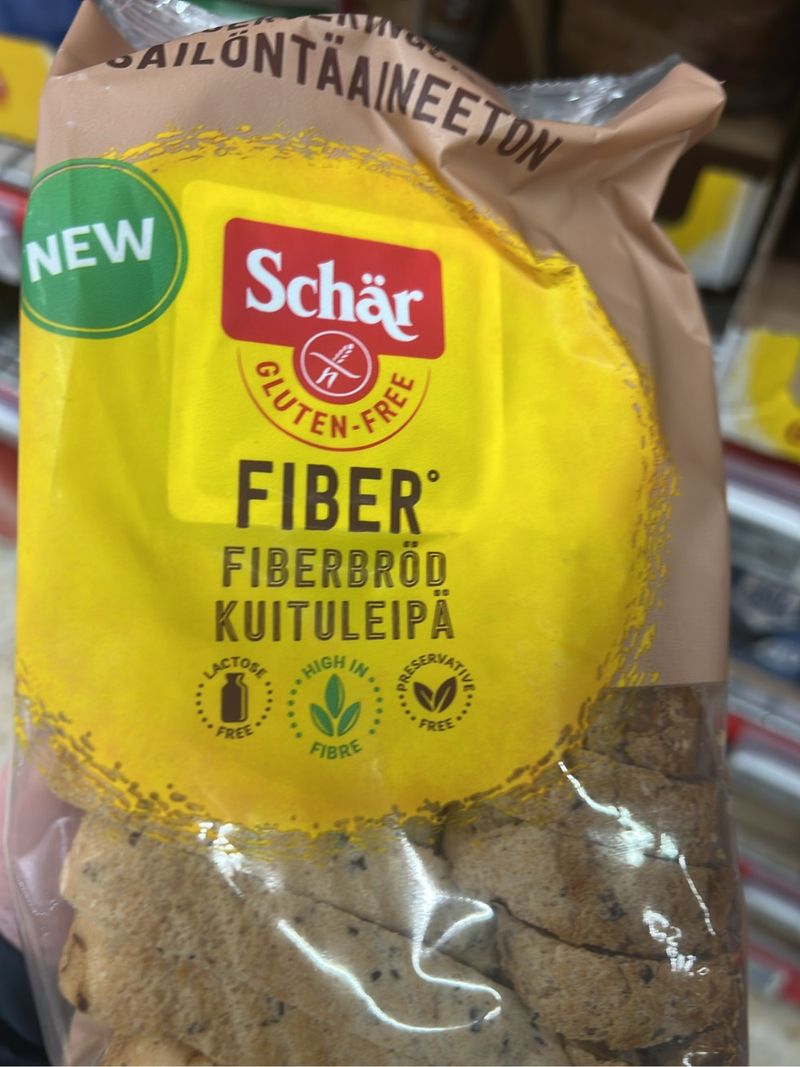 SÄILÖNTÄAINEETON
NEW
Schär
GLUTEN-FREE
FIBER°
FIBERBRÖD
KUITULEIPÄ
LACTOSE
FREE
HIGH IN
FIBRE
PRESERVATIVE
FREE